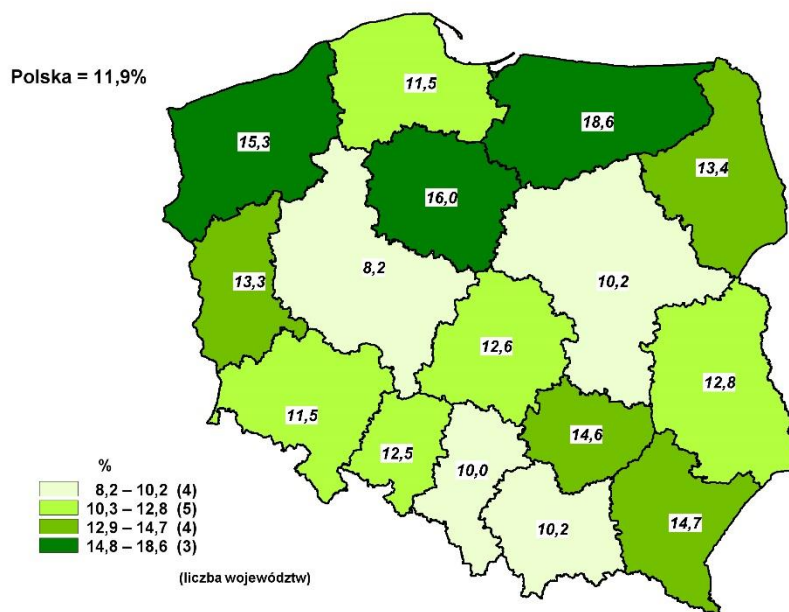 Polska = 11,9%
11,5
15,3
18,6
13,4
16,0
8,2
13,3
10,2
12,6
12,8
11,5
14,6
12,5
10,0
14,7
10,2
%
8,2 – 10,2 (4)
10,3 – 12,8 (5)
12,9 – 14,7 (4)
14,8 – 18,6 (3)
(liczba województw)